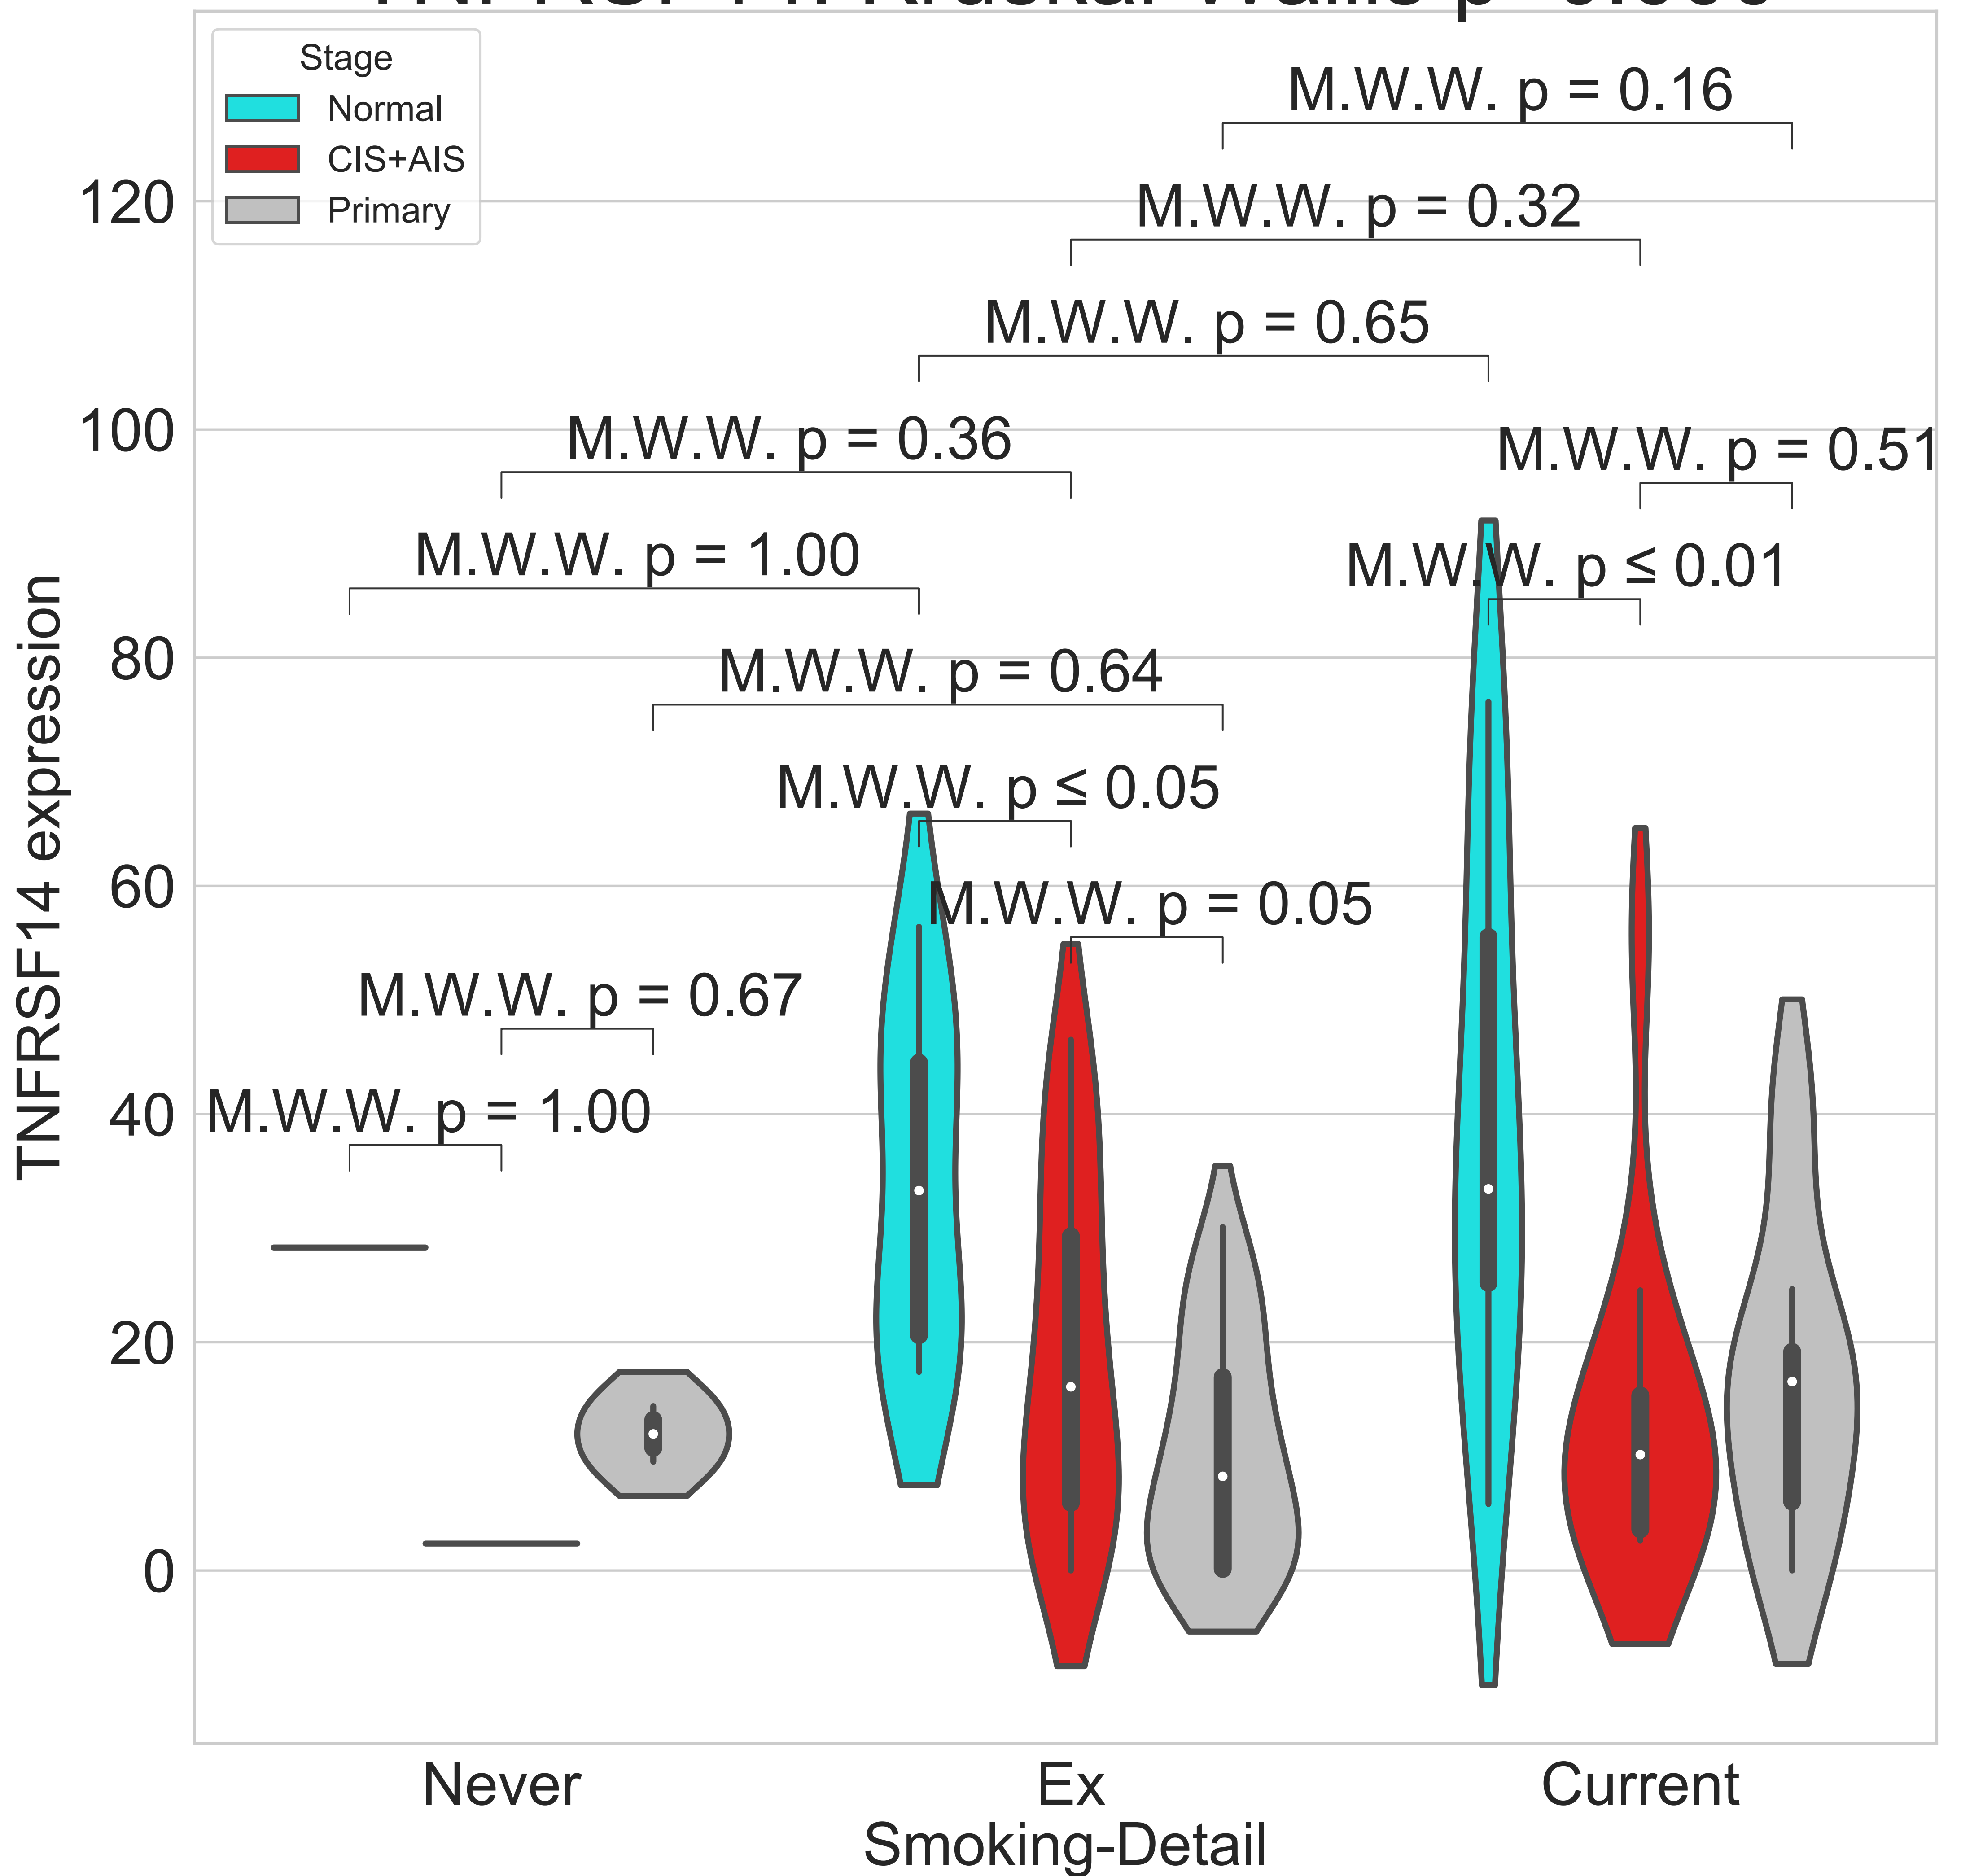 Stage
Normal
CIS+AIS
Primary
M.W.W. p = 0.16
M.W.W. p = 0.32
M.W.W. p = 0.65
M.W.W. p = 0.36
M.W.W. p = 0.51
M.W.W. p = 1.00
M.W.W. p ≤ 0.01
M.W.W. p = 0.64
M.W.W. p ≤ 0.05
M.W.W. p = 0.05
M.W.W. p = 0.67
M.W.W. p = 1.00
120
100
80
60
40
20
0
TNFRSF14 expression
Never
Ex
Current
Smoking-Detail